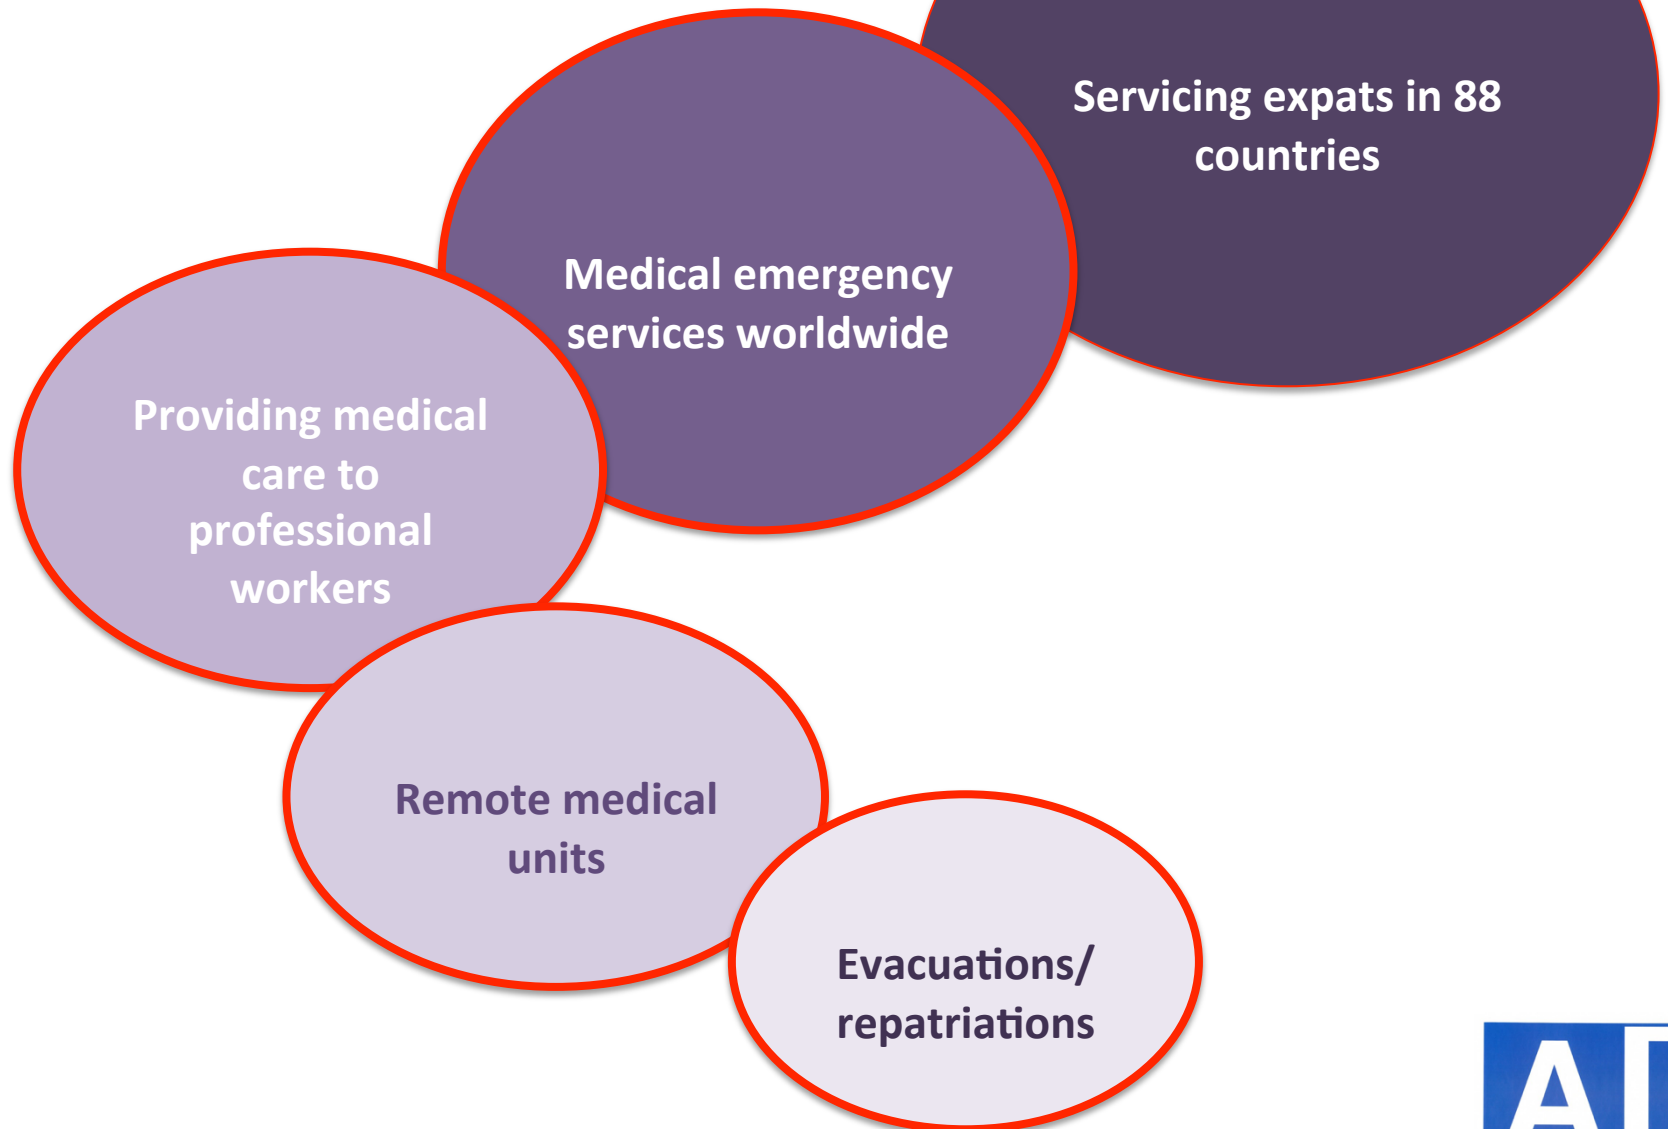 Servicing expats in 88
countries
Medical emergency
services worldwide
Providing medical
care to
professional
workers
Remote medical
units
Evacuations/
repatriations